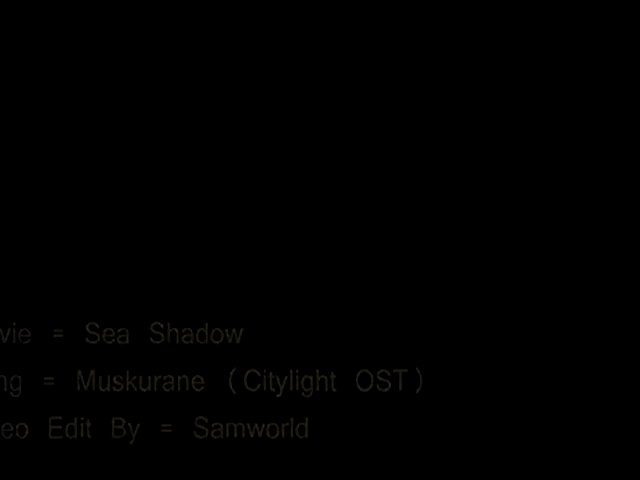 vie = Sea Shadow
ng = Muskurane (Citylight OST)
eo Edit By = Samworld